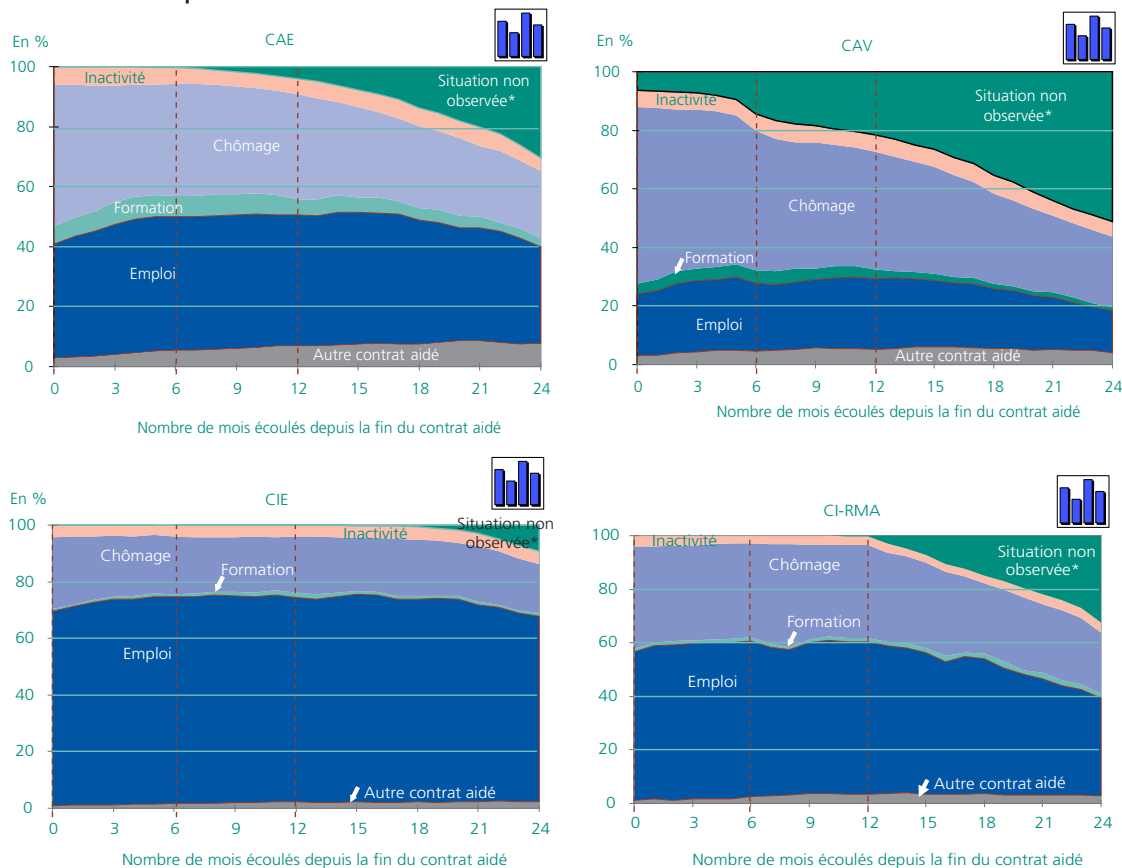 En %
CAE
100
80
60
40
20
0
Inactivité
Situation non
observée*
Chômage
Formation
Emploi
Autre contrat aidé
0 3 6 9 12 15 18 21 24
Nombre de mois écoulés depuis la fin du contrat aidé
En %
CAV
100
80
60
40
20
0
Inactivité
Situation non
observée*
Chômage
Formation
Emploi
Autre contrat aidé
0 3 6 9 12 15 18 21 24
Nombre de mois écoulés depuis la fin du contrat aidé
En %
CIE
100
80
60
40
20
0
Situation non
observée*
Inactivité
Chômage
Formation
Emploi
Autre contrat aidé
0 3 6 9 12 15 18 21 24
Nombre de mois écoulés depuis la fin du contrat aidé
CI-RMA
100
80
60
40
20
0
Inactivité
Situation non
observée*
Chômage
Formation
Emploi
Autre contrat aidé
0 3 6 9 12 15 18 21 24
Nombre de mois écoulés depuis la fin du contrat aidé